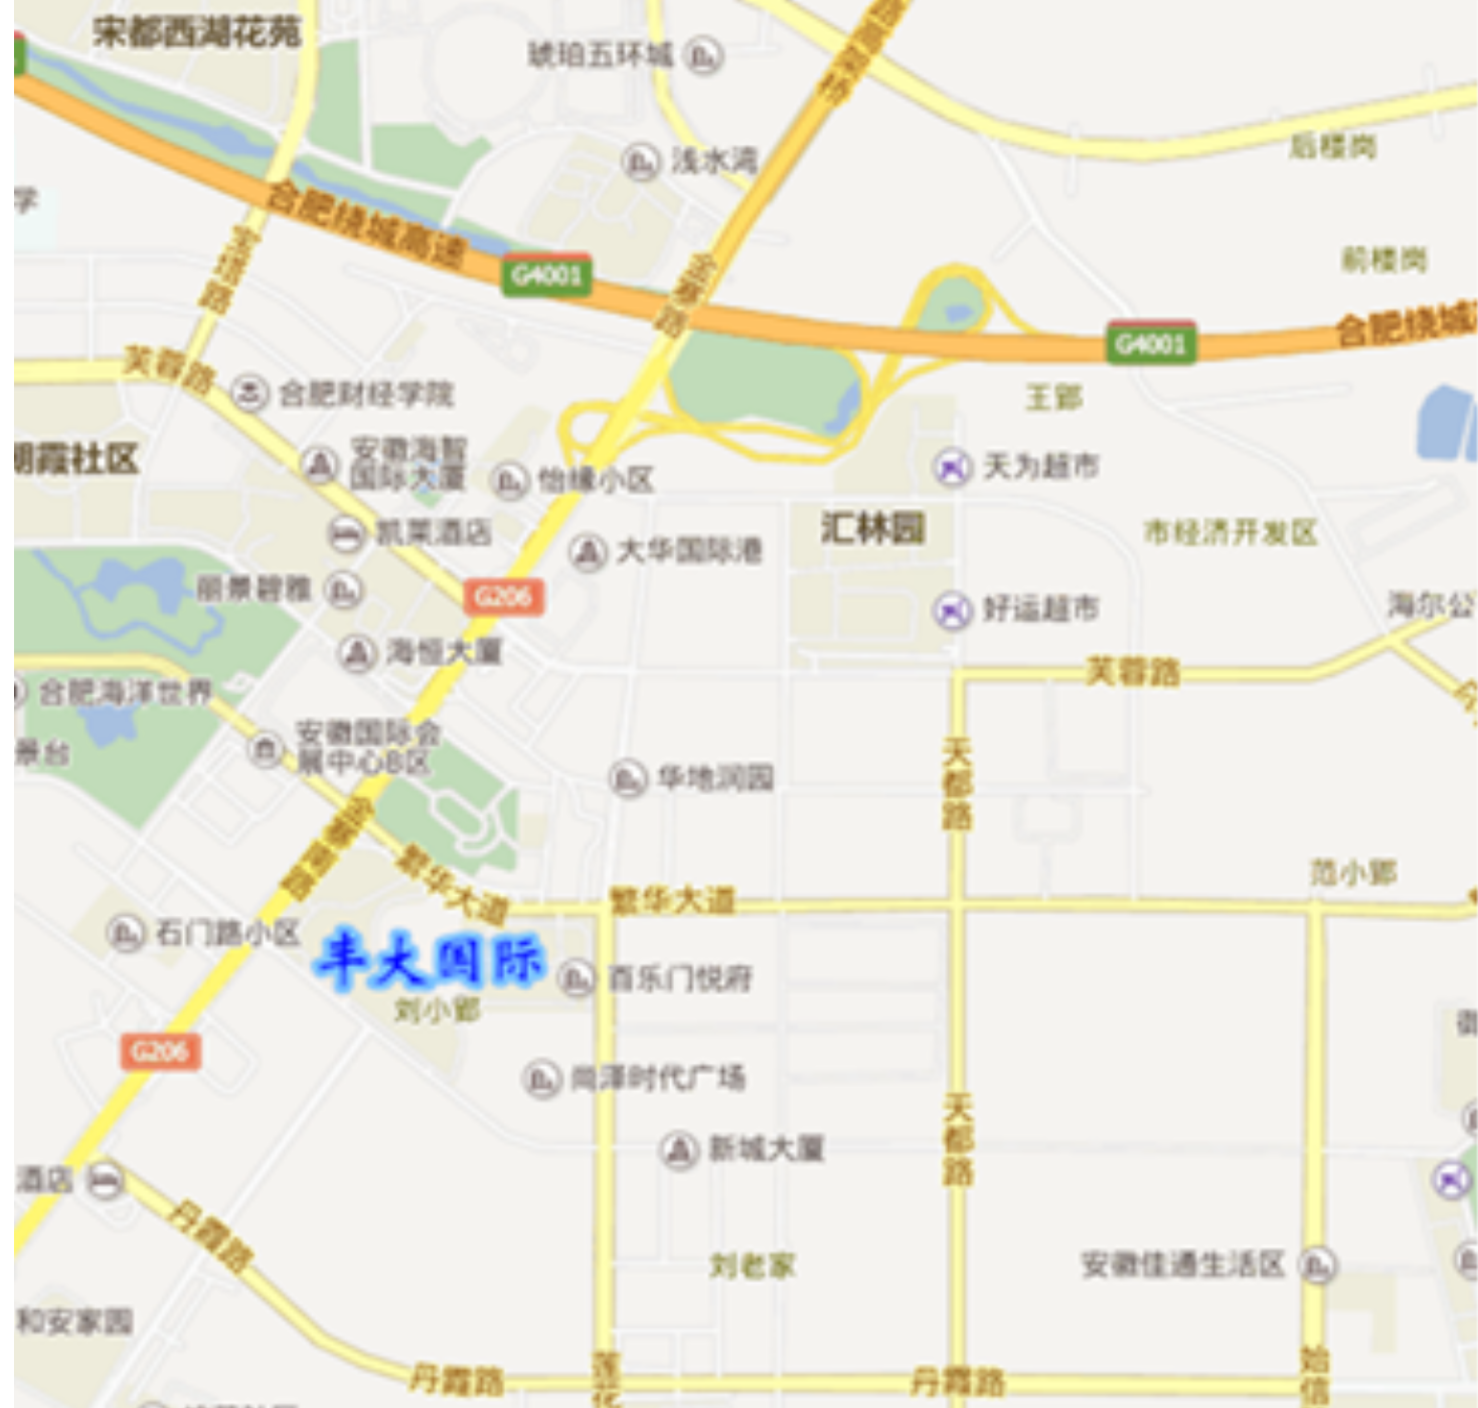 宋都西湖花苑
琥珀五环城
浅水湾
后楼岗
前楼岗
学
合肥绕城高速
G4001
G4001
合肥绕城
金寨路
芙蓉路
合肥财经学院
王郢
安徽海智
国际大厦
怡缘小区
天为超市
明霞社区
汇林园
市经济开发区
凯莱酒店
大华国际港
丽景碧雅
G206
好运超市
海尔公
海恒大厦
芙蓉路
合肥海洋世界
安徽国际会
展中心B区
景台
华地润园
天都路
金寨南路
繁华大道
繁华大道
范小郢
石门路小区
丰大国际
百乐门悦府
刘小郢
G206
尚泽时代广场
天都路
新城大厦
酒店
丹霞路
刘老家
安徽佳通生活区
和安家园
丹霞路
丹霞路
莲花
始信